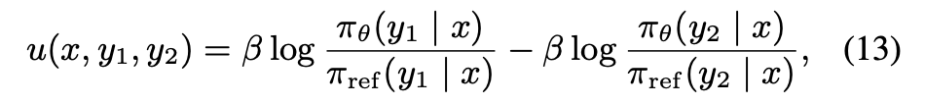 u(x, y₁, y₂) = β log π_θ(y₁ | x) / π_ref(y₁ | x) − β log π_θ(y₂ | x) / π_ref(y₂ | x), (13)